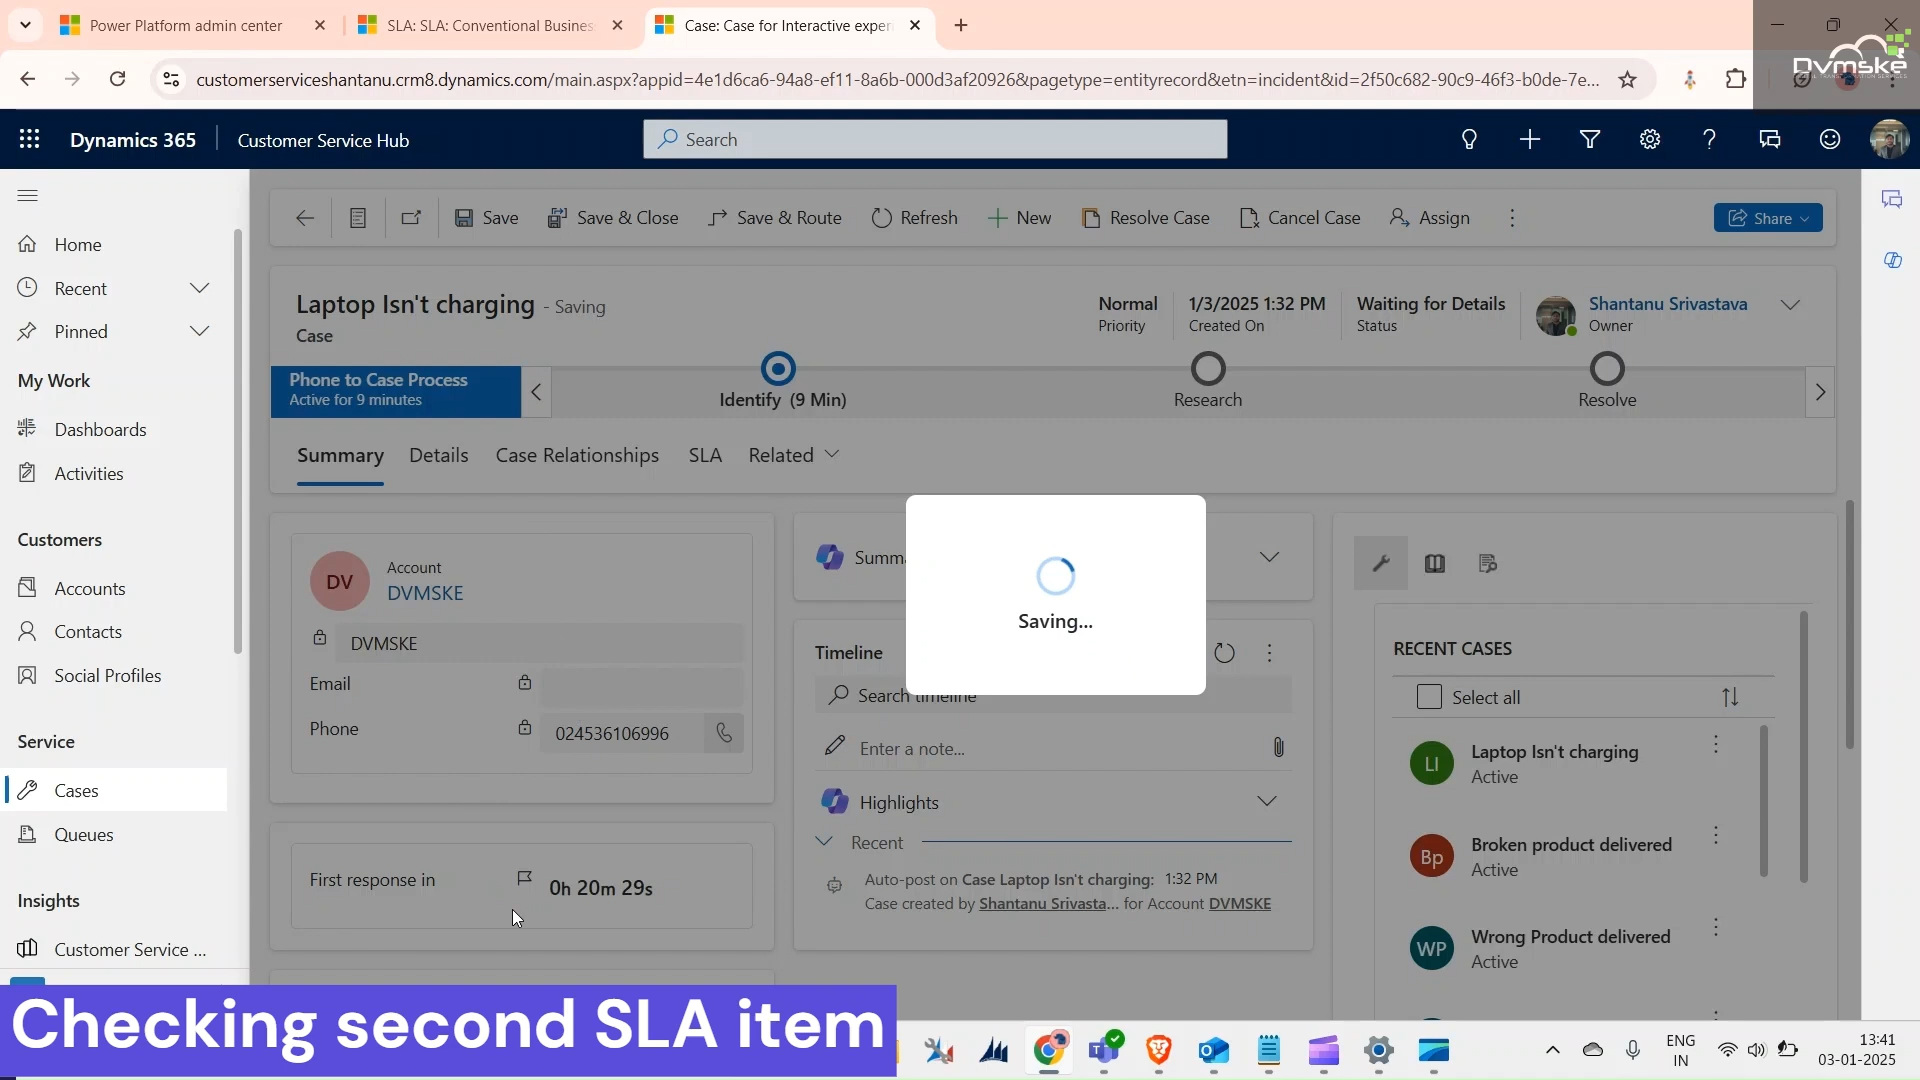 Power Platform admin center
SLA: SLA: Conventional Busines
Case: Case for Interactive exper
Dvmske
customerserviceshantanu.crm8.dynamics.com/main.aspx?appid=4e1d6ca6-94a8-ef11-8a6b-000d3af20926&pagetype=entityrecord&etn=incident&id=2f50c682-90c9-46f3-b0de-7e...
Dynamics 365
Customer Service Hub
Search
Home
Recent
Pinned
My Work
Dashboards
Activities
Customers
Accounts
Contacts
Social Profiles
Service
Cases
Queues
Insights
Customer Service ...
Save
Save & Close
Save & Route
Refresh
New
Resolve Case
Cancel Case
Assign
Share
Laptop Isn't charging - Saving
Case
Normal
Priority
1/3/2025 1:32 PM
Created On
Waiting for Details
Status
Shantanu Srivastava
Owner
Phone to Case Process
Active for 9 minutes
Identify (9 Min)
Research
Resolve
Summary
Details
Case Relationships
SLA
Related
DV
Account
DVMSKE
DVMSKE
Email
Phone
024536106996
First response in
0h 20m 29s
Summa
Saving...
Timeline
Search timeline
Enter a note...
Highlights
Recent
Auto-post on Case Laptop Isn't charging: 1:32 PM
Case created by Shantanu Srivasta... for Account DVMSKE
RECENT CASES
Select all
LI
Laptop Isn't charging
Active
Bp
Broken product delivered
Active
WP
Wrong Product delivered
Active
Checking second SLA item
ENG
IN
13:41
03-01-2025